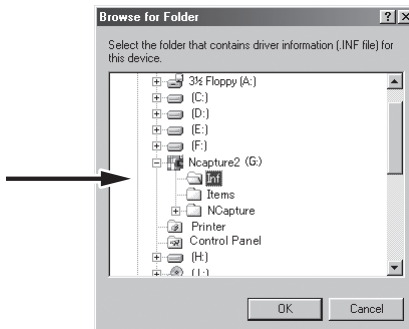 Browse for Folder
Select the folder that contains driver information (.INF file) for
this device.
3½ Floppy (A:)
(C:)
(D:)
(E:)
(F:)
Ncapture2 (G:)
Inf
Items
NCapture
Printer
Control Panel
(H:)
OK
Cancel